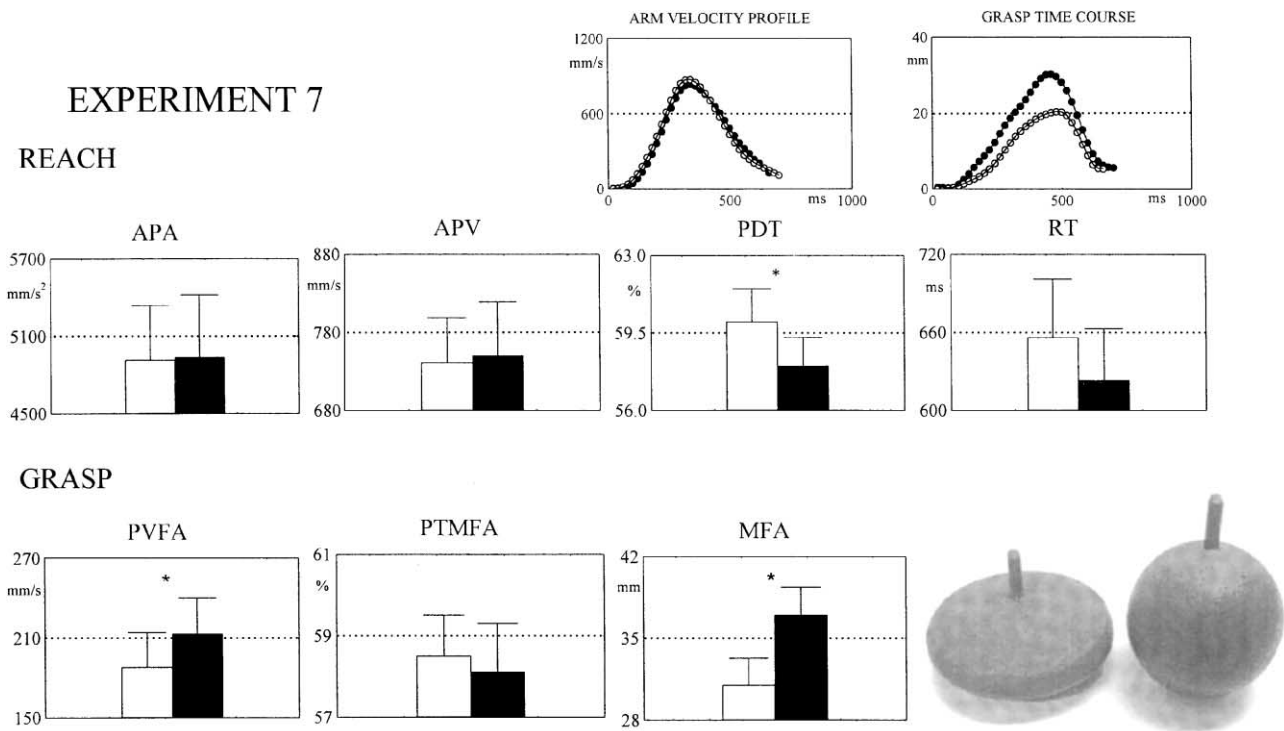 ARM VELOCITY PROFILE
GRASP TIME COURSE
1200
mm/s
600
0
0
500
ms
1000
40
mm
20
0
0
500
ms
1000
EXPERIMENT 7
REACH
APA
5700
mm/s²
5100
4500
APV
880
mm/s
780
680
PDT
63.0
%
59.5
56.0
*
RT
720
ms
660
600
GRASP
PVFA
270
mm/s
210
150
*
PTMFA
61
%
59
57
MFA
42
mm
35
28
*